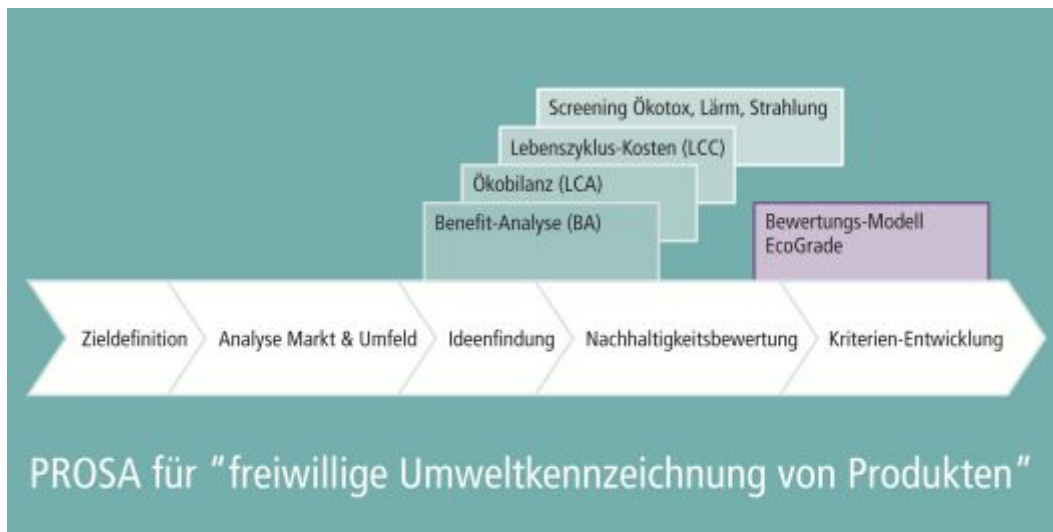 Screening Ökotox, Lärm, Strahlung
Lebenszyklus-Kosten (LCC)
Ökobilanz (LCA)
Benefit-Analyse (BA)
Bewertungs-Modell
EcoGrade
Zieldefinition
Analyse Markt & Umfeld
Ideenfindung
Nachhaltigkeitsbewertung
Kriterien-Entwicklung
PROSA für "freiwillige Umweltkennzeichnung von Produkten"